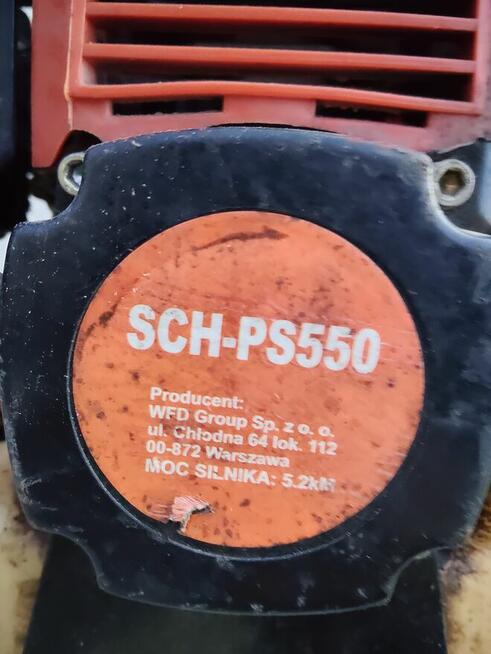 SCH-PS550
Producent:
WFD Group Sp. z o. o.
ul. Chłodna 64 lok. 112
00-872 Warszawa
MOC SILNIKA: 5.2kM